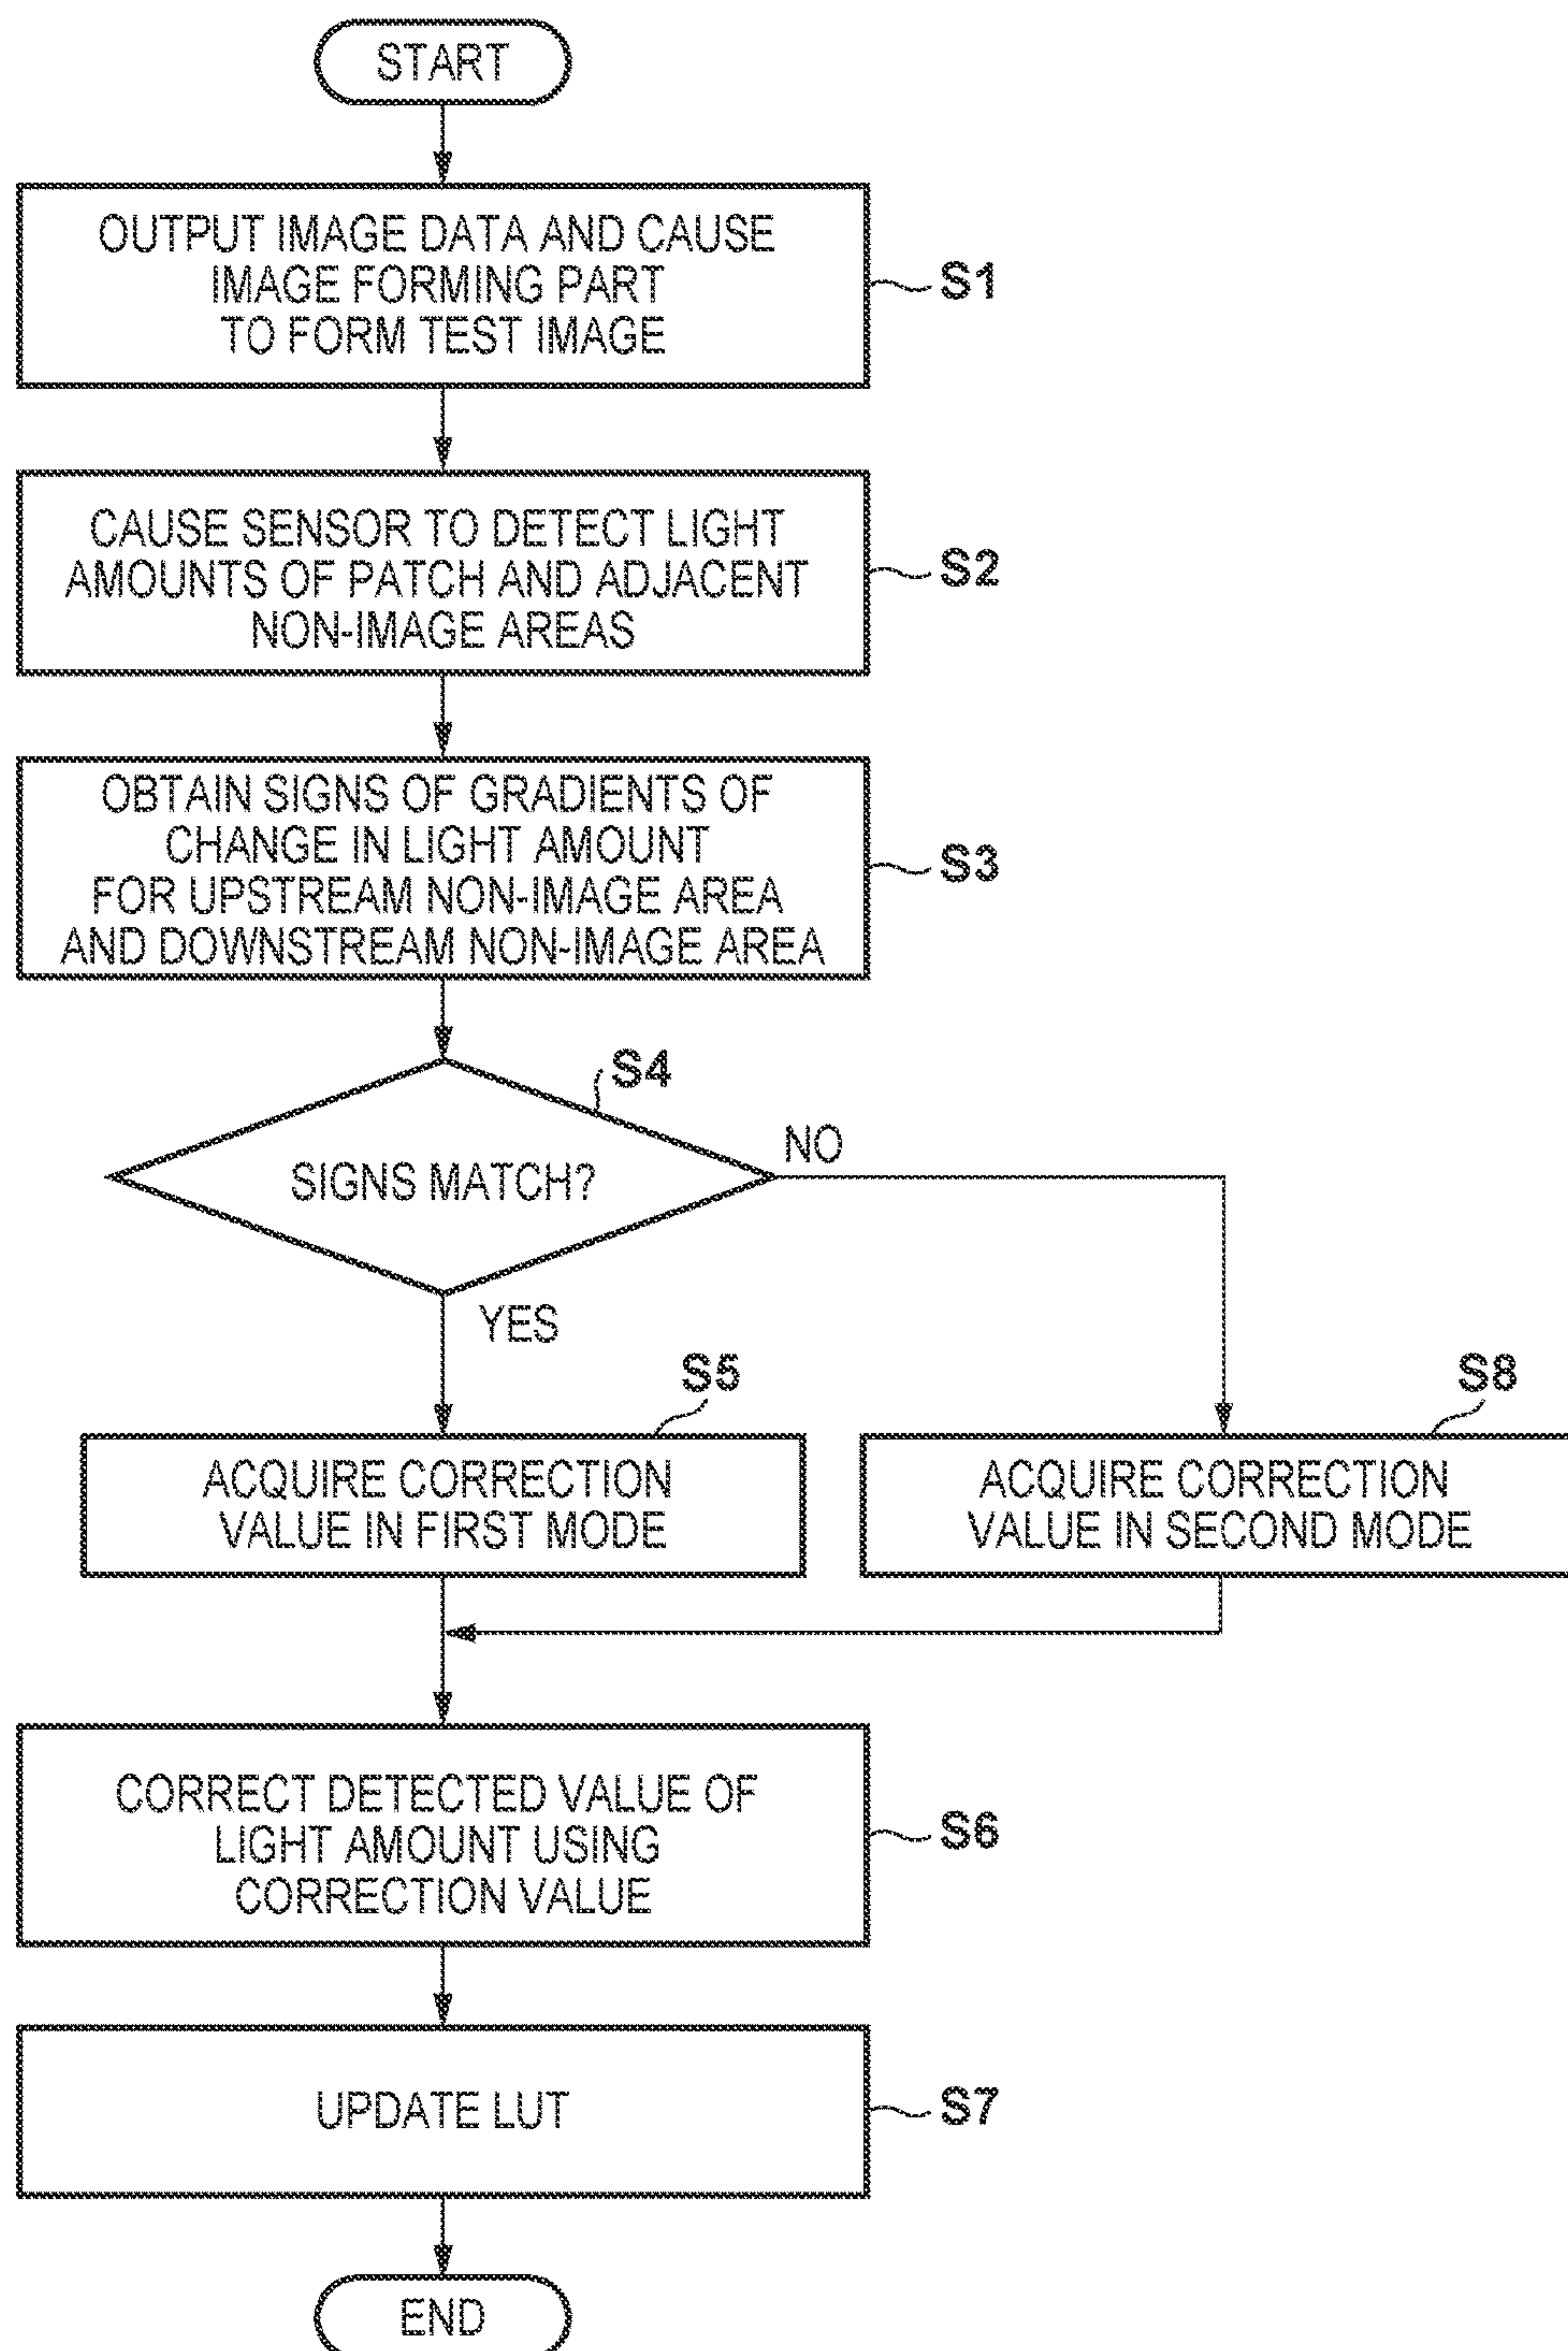 START
OUTPUT IMAGE DATA AND CAUSE
IMAGE FORMING PART
TO FORM TEST IMAGE
S1
CAUSE SENSOR TO DETECT LIGHT
AMOUNTS OF PATCH AND ADJACENT
NON-IMAGE AREAS
S2
OBTAIN SIGNS OF GRADIENTS OF
CHANGE IN LIGHT AMOUNT
FOR UPSTREAM NON-IMAGE AREA
AND DOWNSTREAM NON-IMAGE AREA
S3
S4
SIGNS MATCH?
NO
YES
S5
ACQUIRE CORRECTION
VALUE IN FIRST MODE
S8
ACQUIRE CORRECTION
VALUE IN SECOND MODE
CORRECT DETECTED VALUE OF
LIGHT AMOUNT USING
CORRECTION VALUE
S6
UPDATE LUT
S7
END